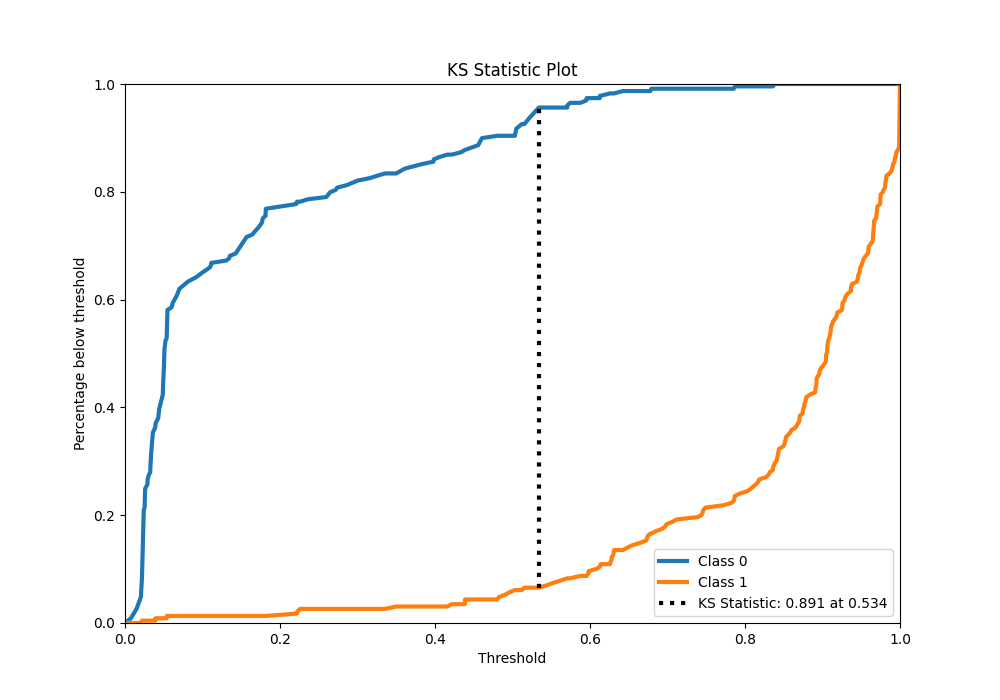 KS Statistic Plot
1.0
0.8
0.6
0.4
0.2
0.0
Percentage below threshold
0.0 0.2 0.4 0.6 0.8 1.0
Threshold
Class 0
Class 1
KS Statistic: 0.891 at 0.534